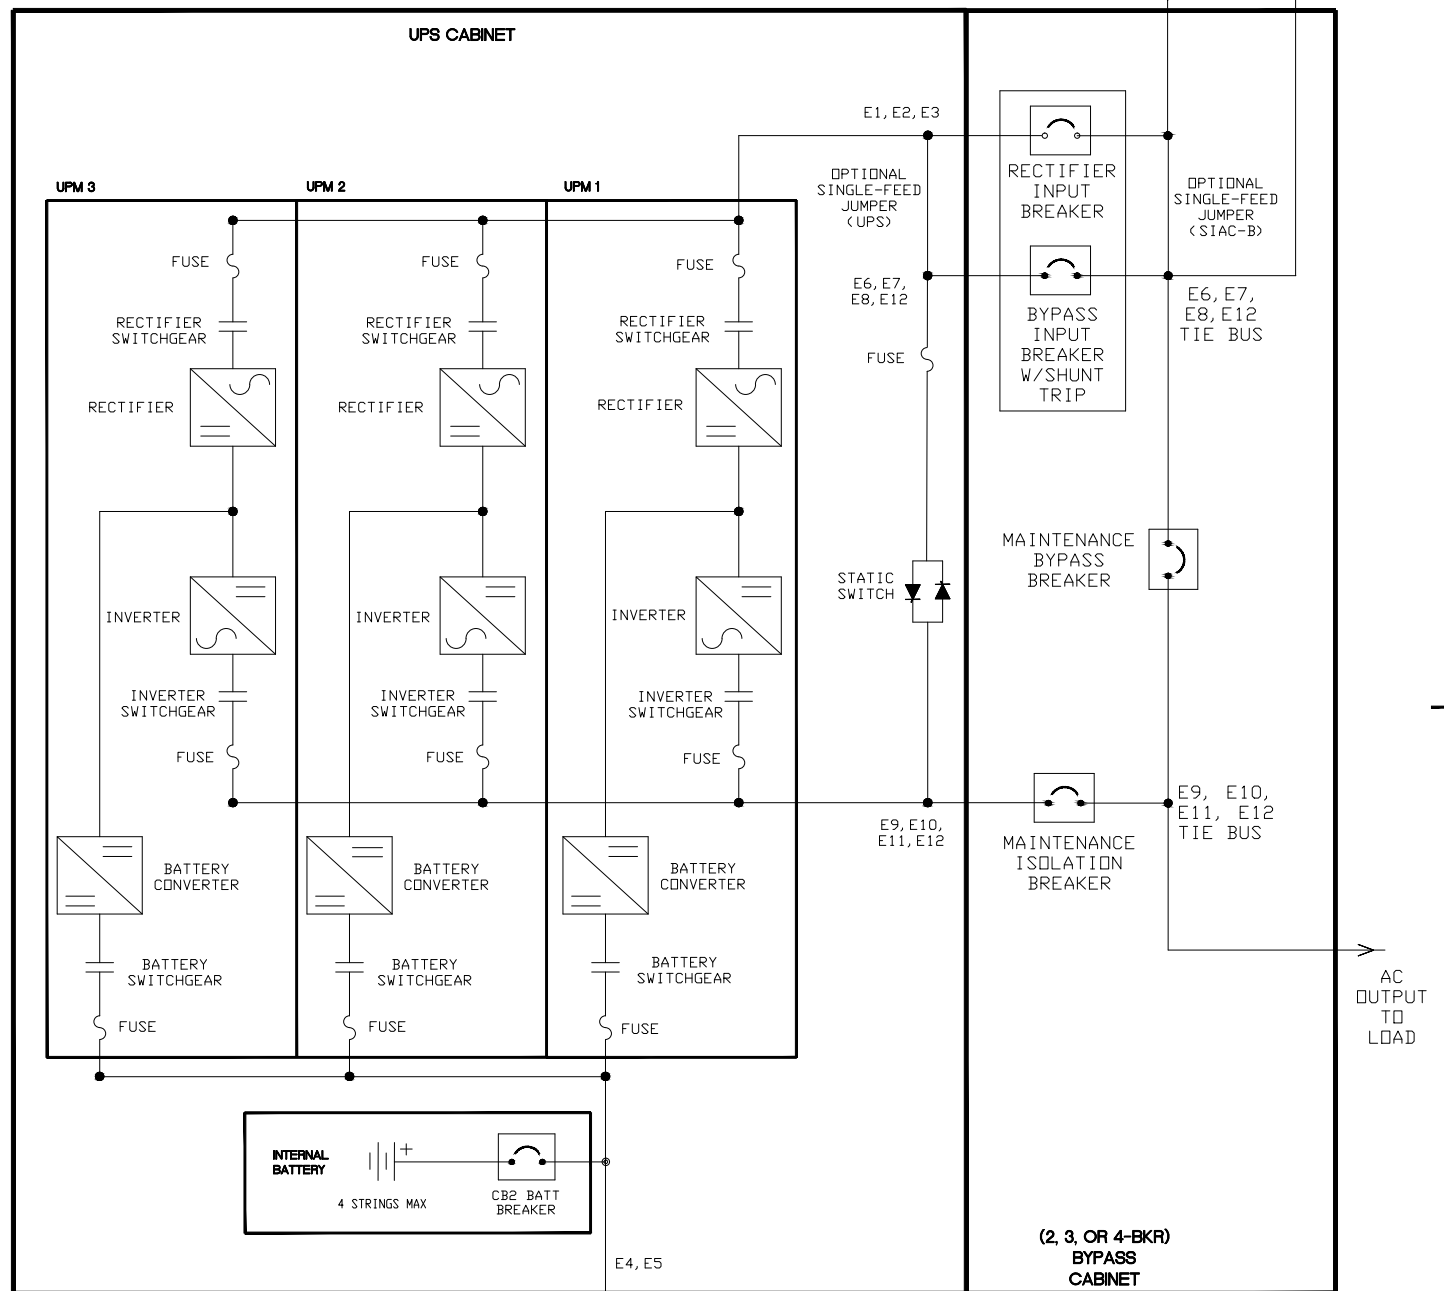 UPS CABINET
E1, E2, E3
OPTIONAL
SINGLE-FEED
JUMPER
(UPS)
RECTIFIER
INPUT
BREAKER
OPTIONAL
SINGLE-FEED
JUMPER
(SIAC-B)
UPM 3
UPM 2
UPM 1
FUSE
FUSE
FUSE
E6, E7,
E8, E12
BYPASS
INPUT
BREAKER
W/SHUNT
TRIP
E6, E7,
E8, E12
TIE BUS
RECTIFIER
SWITCHGEAR
RECTIFIER
SWITCHGEAR
RECTIFIER
SWITCHGEAR
FUSE
RECTIFIER
RECTIFIER
RECTIFIER
MAINTENANCE
BYPASS
BREAKER
STATIC
SWITCH
INVERTER
INVERTER
INVERTER
INVERTER
SWITCHGEAR
INVERTER
SWITCHGEAR
INVERTER
SWITCHGEAR
FUSE
FUSE
FUSE
E9, E10,
E11, E12
E9, E10,
E11, E12
TIE BUS
MAINTENANCE
ISOLATION
BREAKER
BATTERY
CONVERTER
BATTERY
CONVERTER
BATTERY
CONVERTER
BATTERY
SWITCHGEAR
BATTERY
SWITCHGEAR
BATTERY
SWITCHGEAR
FUSE
FUSE
FUSE
AC
OUTPUT
TO
LOAD
INTERNAL
BATTERY
+
4 STRINGS MAX
CB2 BATT
BREAKER
E4, E5
(2, 3, OR 4-BKR)
BYPASS
CABINET